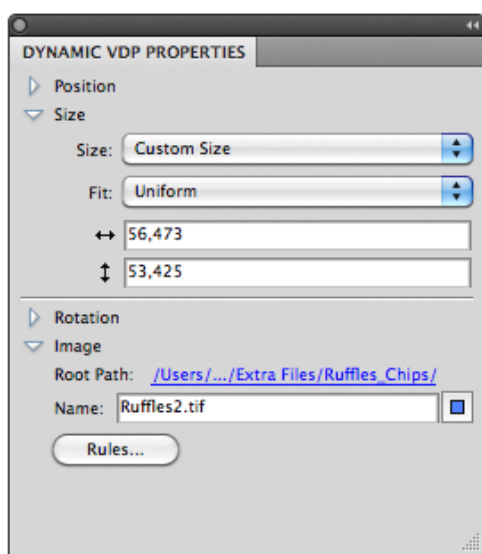 DYNAMIC VDP PROPERTIES
Position
Size
Size: Custom Size
Fit: Uniform
56,473
53,425
Rotation
Image
Root Path: /Users/.../Extra Files/Ruffles_Chips/
Name: Ruffles2.tif
Rules...